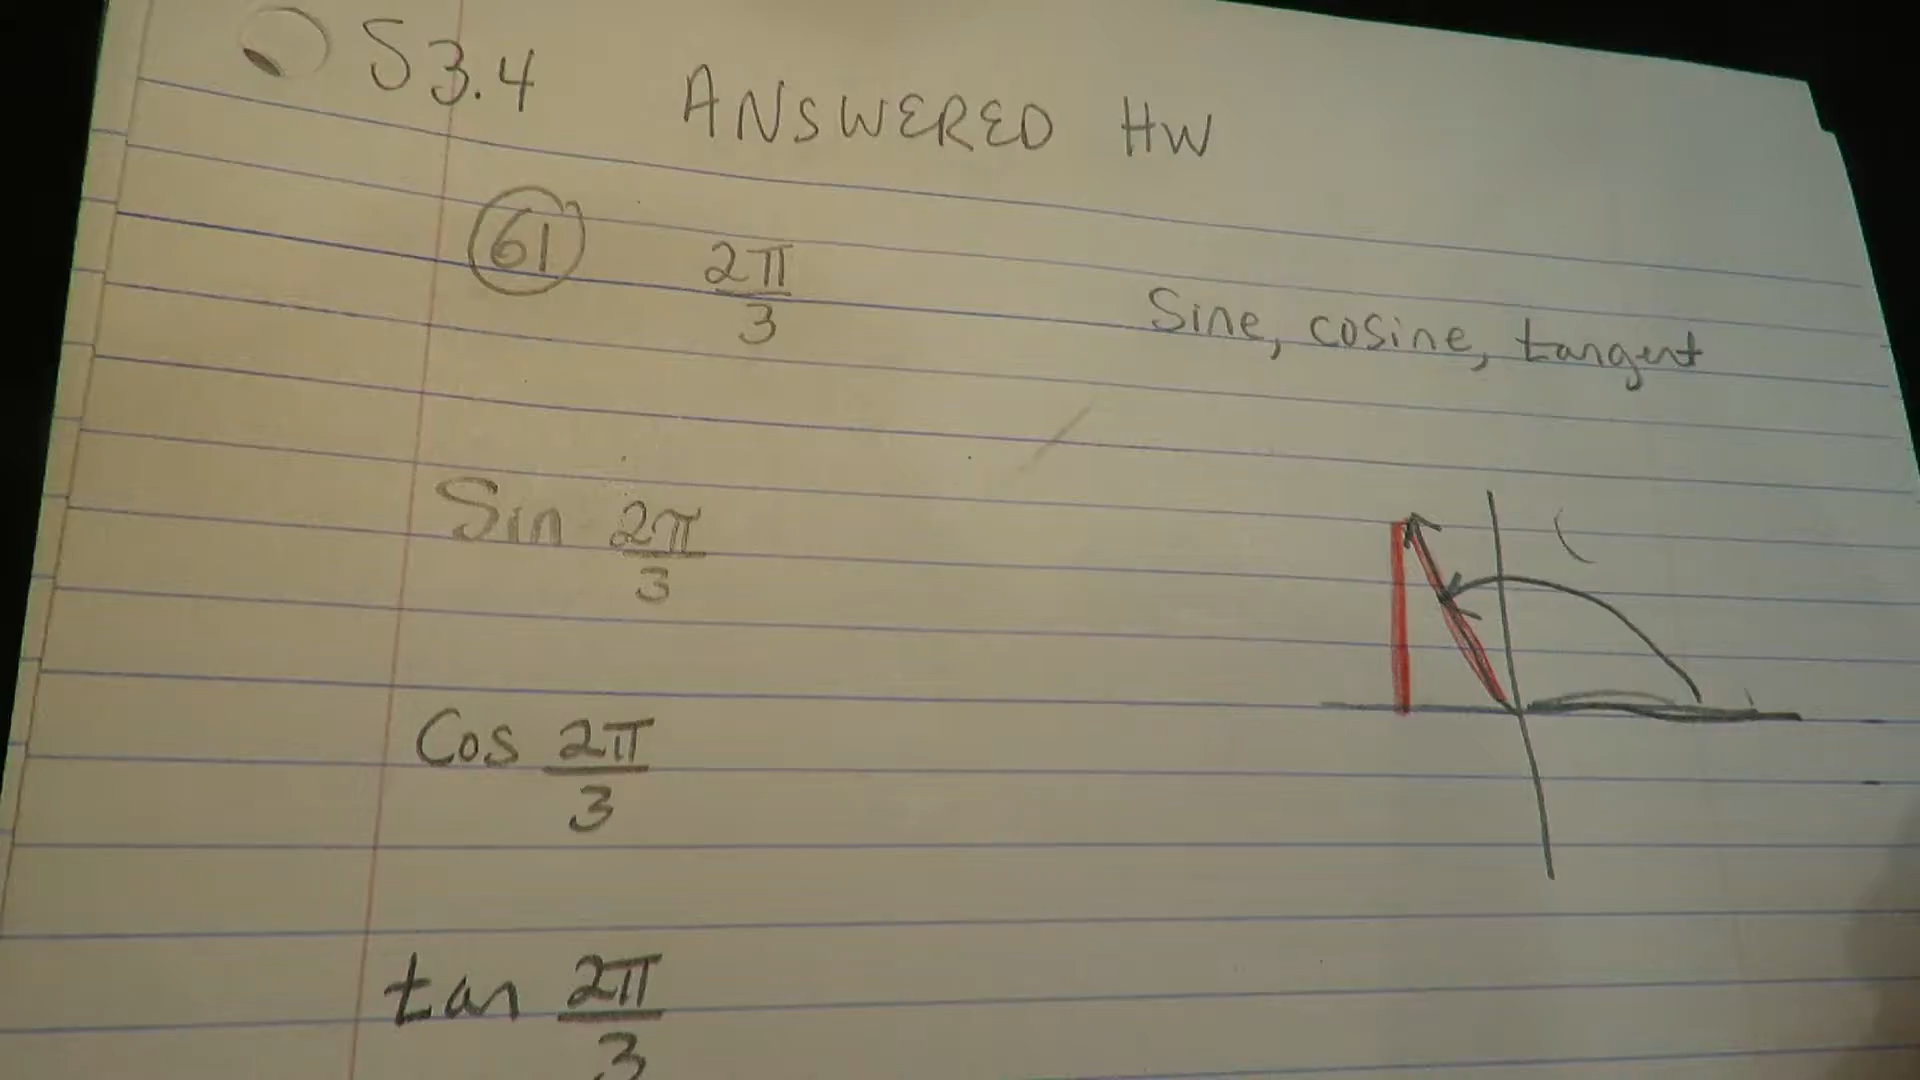 S3.4 ANSWERED HW
61 2π/3 Sine, cosine, tangent
Sin 2π/3
Cos 2π/3
tan 2π/3